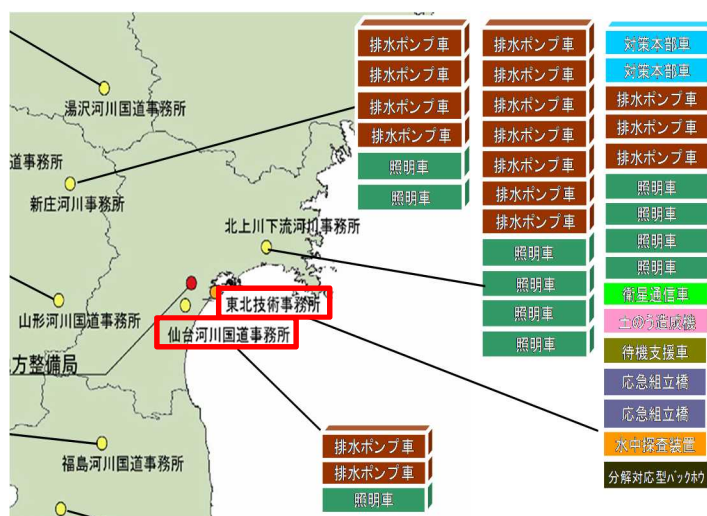 湯沢河川国道事務所
道事務所
新庄河川事務所
北上川下流河川事務所
東北技術事務所
山形河川国道事務所
仙台河川国道事務所
方整備局
福島河川国道事務所
排水ポンプ車
排水ポンプ車
排水ポンプ車
排水ポンプ車
照明車
照明車
排水ポンプ車
排水ポンプ車
排水ポンプ車
排水ポンプ車
排水ポンプ車
排水ポンプ車
排水ポンプ車
照明車
照明車
照明車
照明車
対策本部車
対策本部車
排水ポンプ車
排水ポンプ車
排水ポンプ車
照明車
照明車
照明車
照明車
衛星通信車
土のう造成機
待機支援車
応急組立橋
応急組立橋
水中探査装置
分解対応型バックホウ
排水ポンプ車
排水ポンプ車
照明車